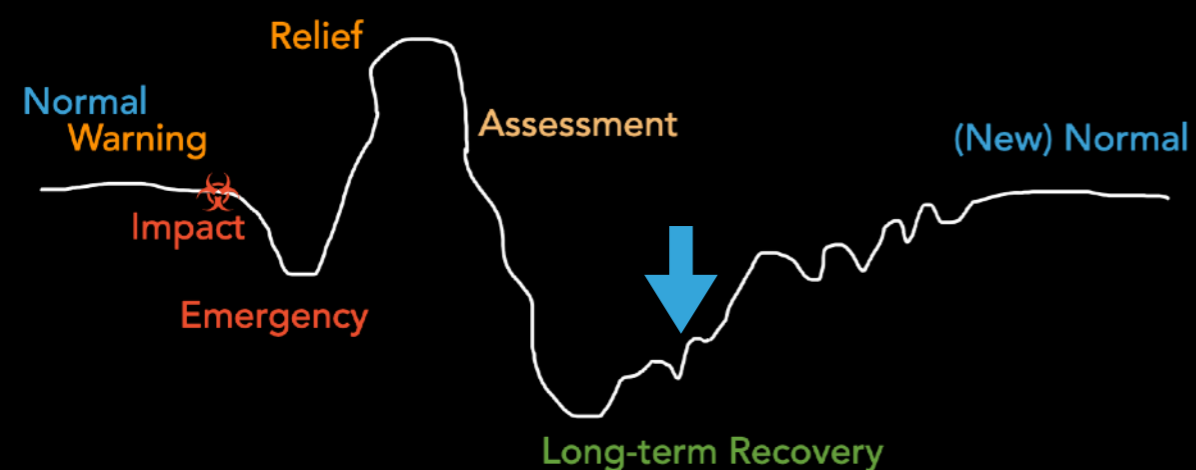 Relief
Normal
Warning
Assessment
(New) Normal
Impact
Emergency
Long-term Recovery